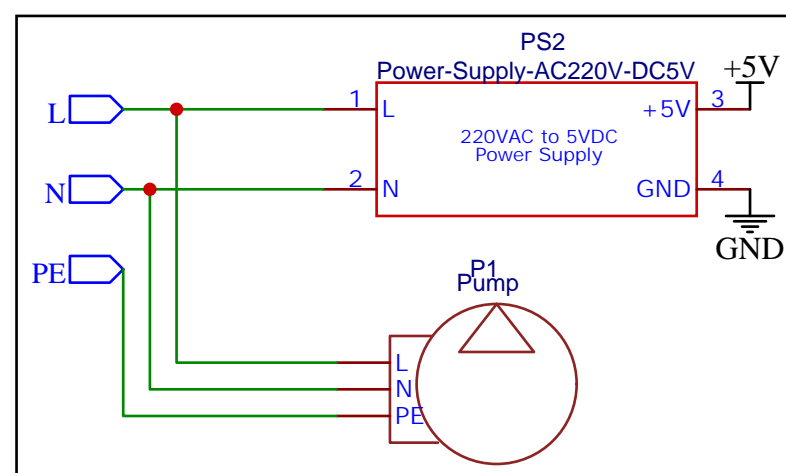 PS2
Power-Supply-AC220V-DC5V
+5V
L
1
L
220VAC to 5VDC
Power Supply
+5V
3
N
2
N
GND
4
GND
PE
P1
Pump
L
N
PE